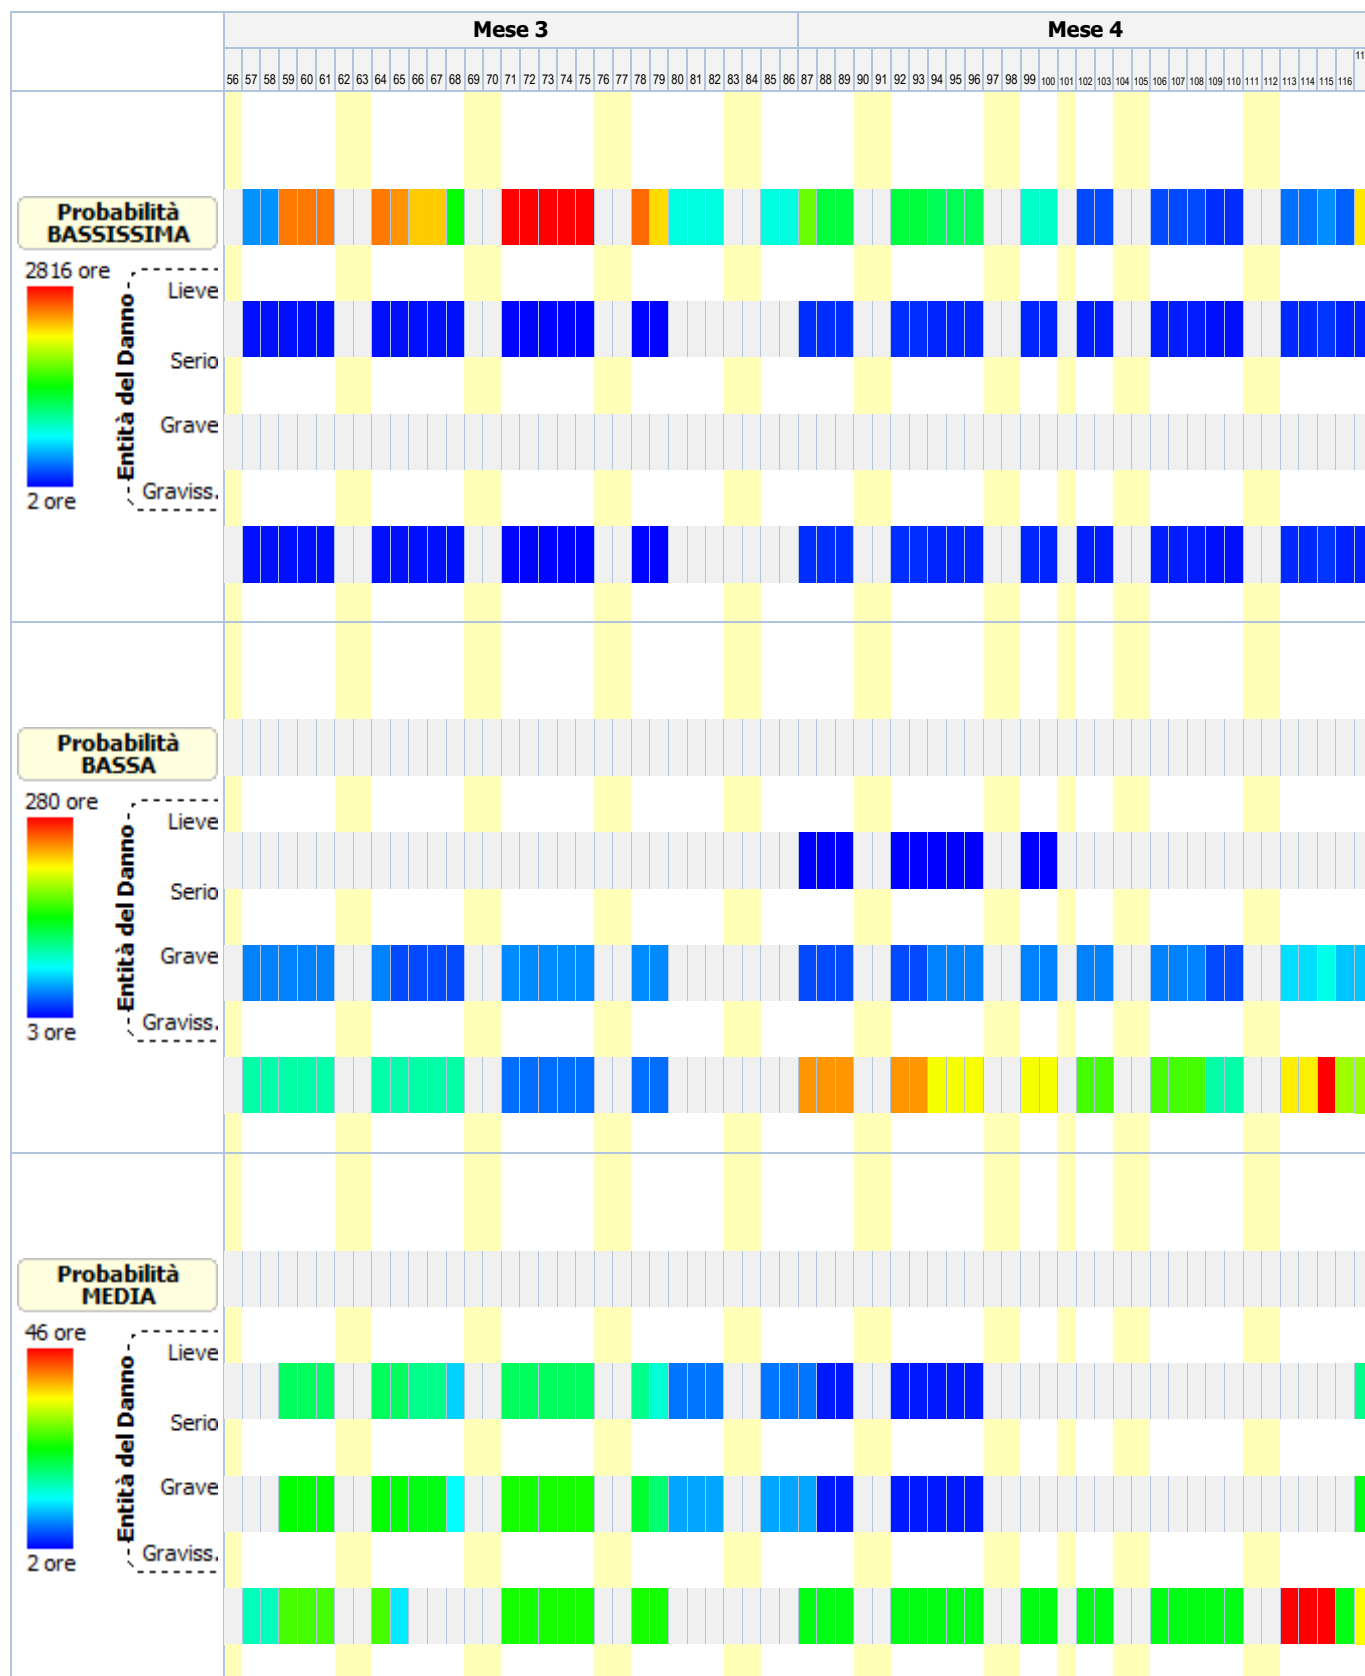 Mese 3
Mese 4
56 57 58 59 60 61 62 63 64 65 66 67 68 69 70 71 72 73 74 75 76 77 78 79 80 81 82 83 84 85 86 87 88 89 90 91 92 93 94 95 96 97 98 99 100 101 102 103 104 105 106 107 108 109 110 111 112 113 114 115 116
Probabilità
BASSISSIMA
2816 ore
2 ore
Entità del Danno
Lieve
Serio
Grave
Graviss.
Probabilità
BASSA
280 ore
3 ore
Entità del Danno
Lieve
Serio
Grave
Graviss.
Probabilità
MEDIA
46 ore
2 ore
Entità del Danno
Lieve
Serio
Grave
Graviss.